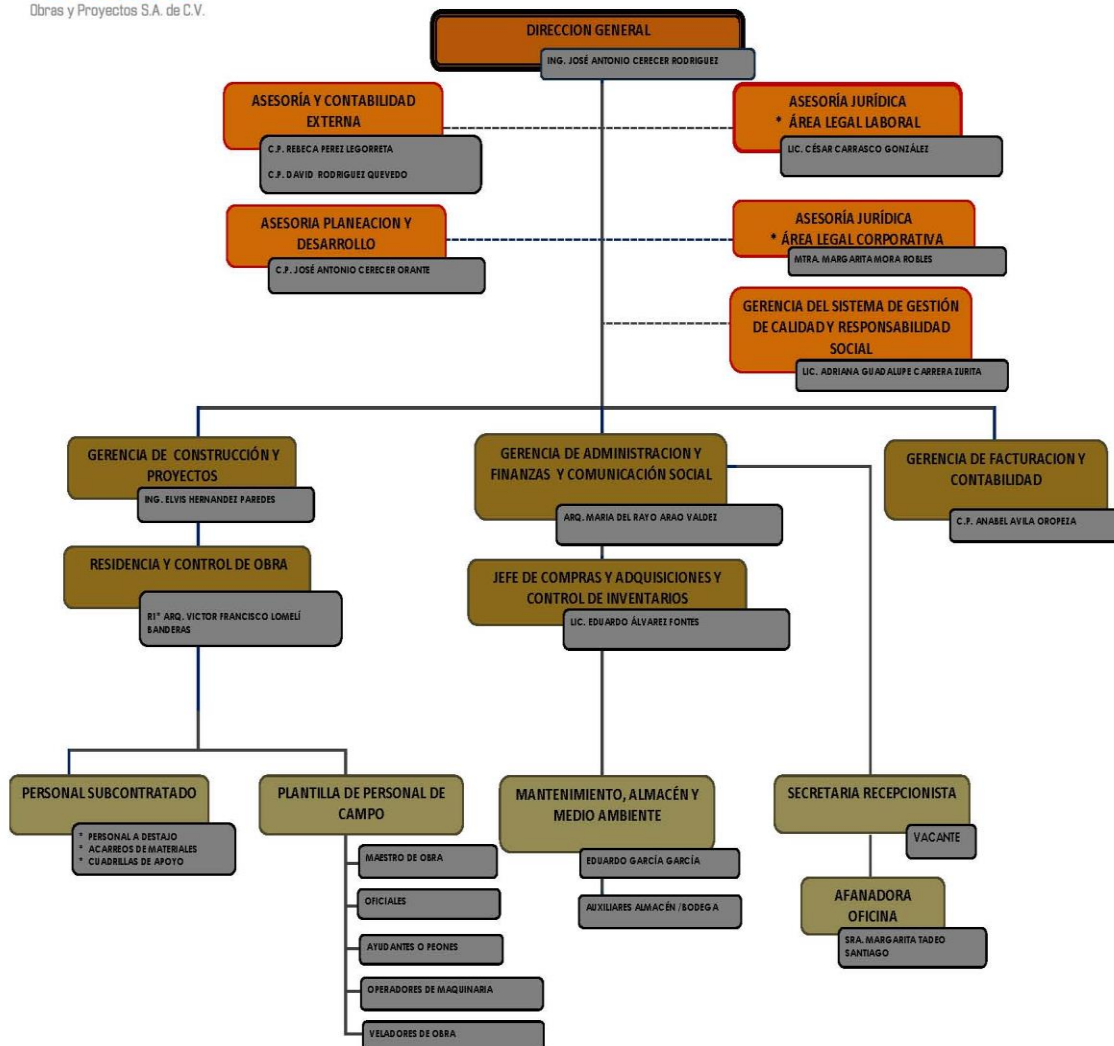 Obras y Proyectos S.A. de C.V.
DIRECCION GENERAL
ING. JOSÉ ANTONIO CERECER RODRIGUEZ
ASESORÍA Y CONTABILIDAD
EXTERNA
C.P. REBECA PEREZ LEGORRETA
C.P. DAVID RODRIGUEZ QUEVEDO
ASESORÍA JURÍDICA
* ÁREA LEGAL LABORAL
LIC. CÉSAR CARRASCO GONZÁLEZ
ASESORIA PLANEACION Y
DESARROLLO
C.P. JOSÉ ANTONIO CERECER ORANTE
ASESORÍA JURÍDICA
* ÁREA LEGAL CORPORATIVA
MTRA. MARGARITA MORA ROBLES
GERENCIA DEL SISTEMA DE GESTIÓN
DE CALIDAD Y RESPONSABILIDAD
SOCIAL
LIC. ADRIANA GUADALUPE CARRERA ZURITA
GERENCIA DE CONSTRUCCIÓN Y
PROYECTOS
ING. ELVIS HERNANDEZ PAREDES
GERENCIA DE ADMINISTRACION Y
FINANZAS Y COMUNICACIÓN SOCIAL
ARQ. MARIA DEL RAYO ARAO VALDEZ
GERENCIA DE FACTURACION Y
CONTABILIDAD
C.P. ANABEL AVILA OROPEZA
RESIDENCIA Y CONTROL DE OBRA
RI* ARQ. VICTOR FRANCISCO LOMELÍ
BANDERAS
JEFE DE COMPRAS Y ADQUISICIONES Y
CONTROL DE INVENTARIOS
LIC. EDUARDO ÁLVAREZ FONTES
PERSONAL SUBCONTRATADO
* PERSONAL A DESTAJO
* ACARREOS DE MATERIALES
* CUADRILLAS DE APOYO
PLANTILLA DE PERSONAL DE
CAMPO
MAESTRO DE OBRA
OFICIALES
AYUDANTES O PEONES
OPERADORES DE MAQUINARIA
VELADORES DE OBRA
MANTENIMIENTO, ALMACÉN Y
MEDIO AMBIENTE
EDUARDO GARCÍA GARCÍA
AUXILIARES ALMACÉN /BODEGA
SECRETARIA RECEPCIONISTA
VACANTE
AFANADORA
OFICINA
SRA. MARGARITA TADEO
SANTIAGO